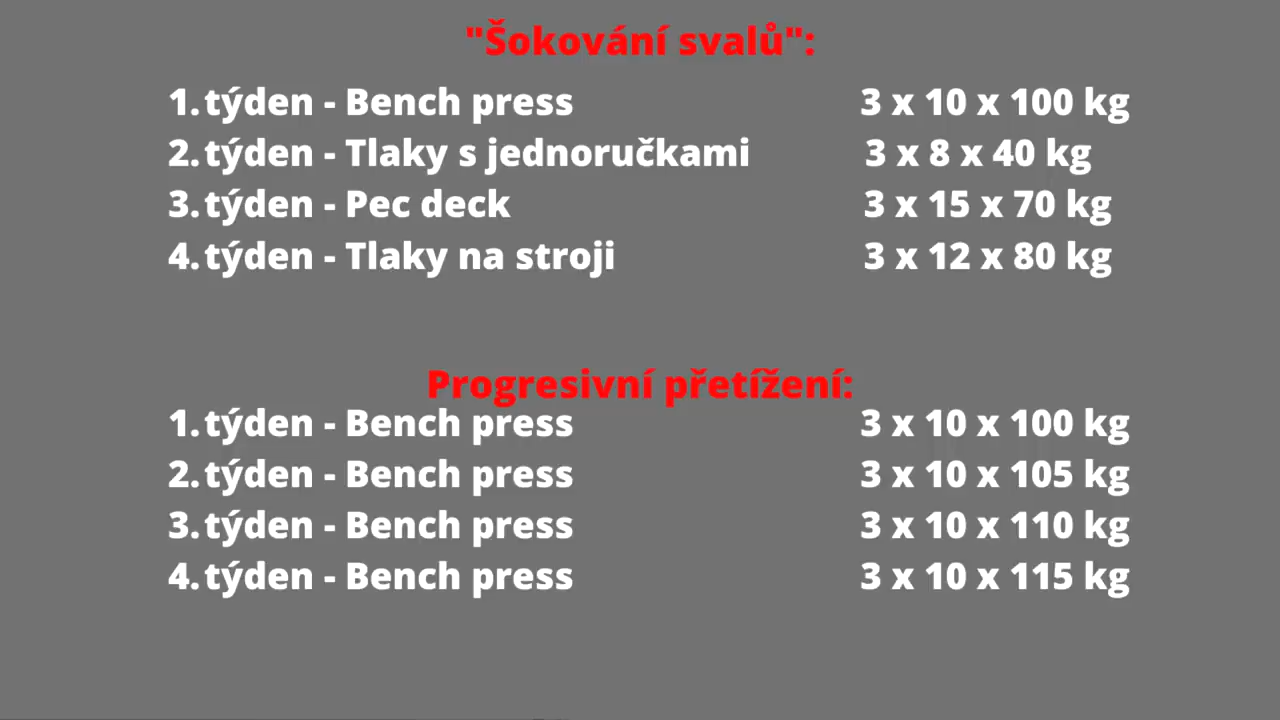 "Šokování svalů":
1. týden - Bench press 3 x 10 x 100 kg
2. týden - Tlaky s jednoručkami 3 x 8 x 40 kg
3. týden - Pec deck 3 x 15 x 70 kg
4. týden - Tlaky na stroji 3 x 12 x 80 kg
Progresivní přetížení:
1. týden - Bench press 3 x 10 x 100 kg
2. týden - Bench press 3 x 10 x 105 kg
3. týden - Bench press 3 x 10 x 110 kg
4. týden - Bench press 3 x 10 x 115 kg